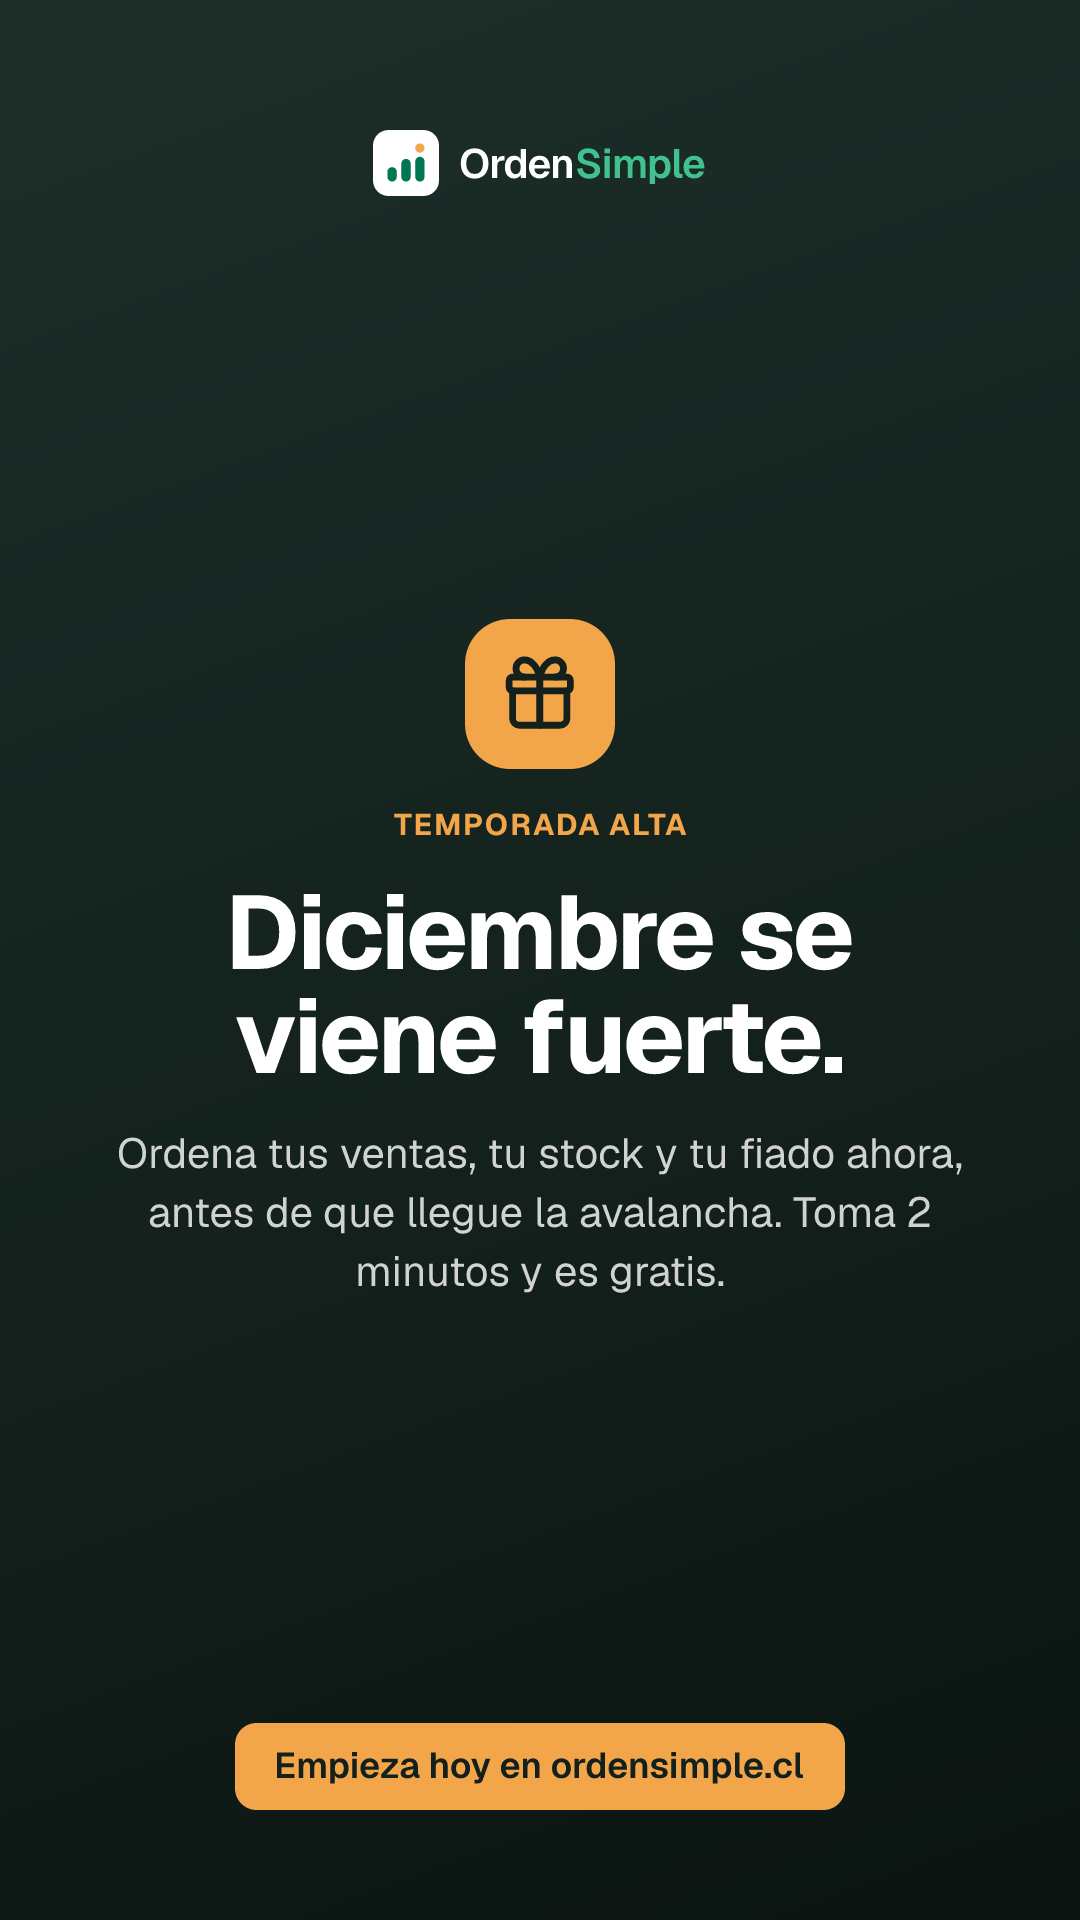 OrdenSimple
TEMPORADA ALTA
Diciembre se
viene fuerte.
Ordena tus ventas, tu stock y tu fiado ahora,
antes de que llegue la avalancha. Toma 2
minutos y es gratis.
Empieza hoy en ordensimple.cl